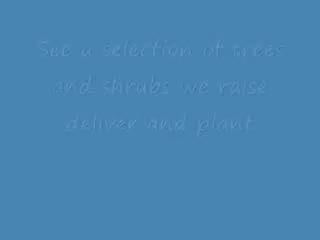 See a selection of trees
and shrubs we raise
deliver and plant